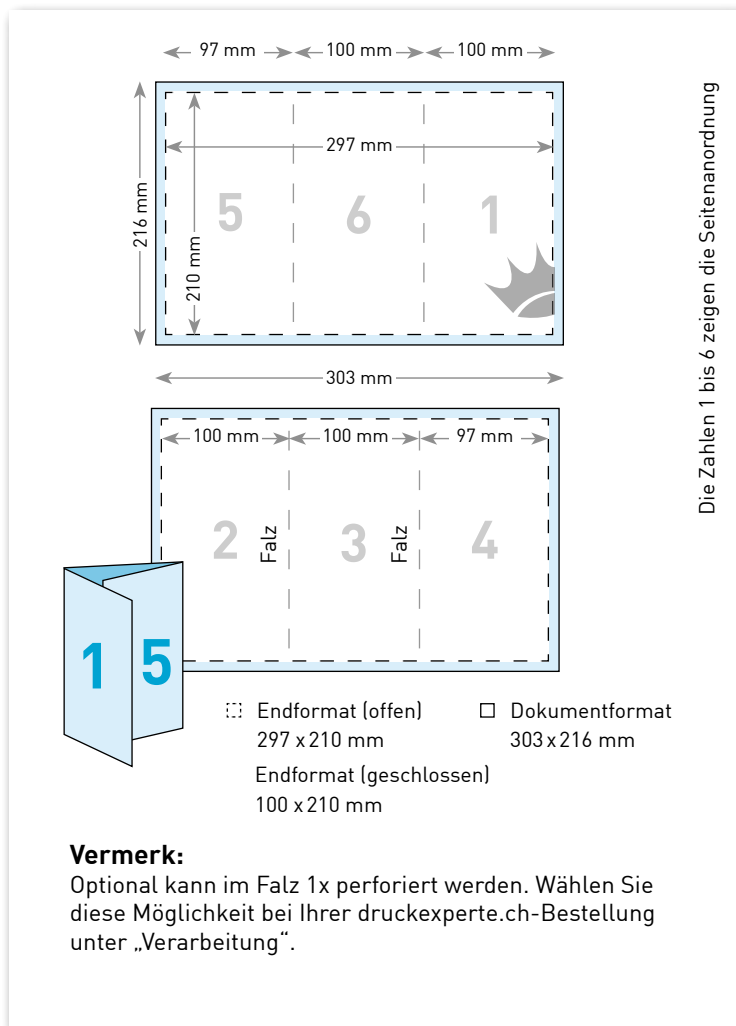 97 mm 100 mm 100 mm
297 mm
5 6 1
216 mm
210 mm
303 mm
Die Zahlen 1 bis 6 zeigen die Seitenanordnung
100 mm 100 mm 97 mm
2 Falz 3 Falz 4
1 5
Endformat (offen)
297 x 210 mm
Dokumentformat
303 x 216 mm
Endformat (geschlossen)
100 x 210 mm
Vermerk:
Optional kann im Falz 1x perforiert werden. Wählen Sie
diese Möglichkeit bei Ihrer druckexperte.ch-Bestellung
unter „Verarbeitung“.